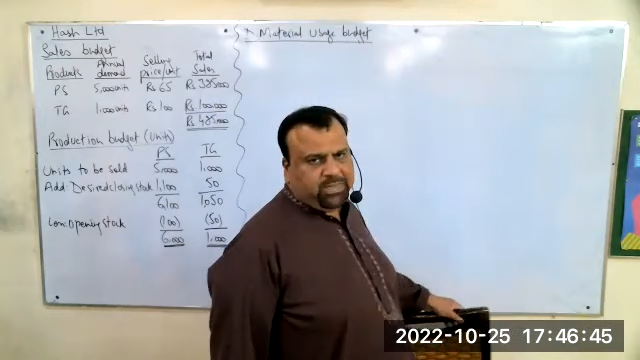 Hash Ltd
Sales budget
Products Annual demand Selling price/unit Total Sales
PS 5,000 units Rs 65 Rs 325,000
TG 1,000 units Rs 100 Rs 100,000
Rs 425,000
Production budget (Units)
PS TG
Units to be sold 5,000 1,000
Add Desired closing stock 1,100 50
6,100 1,050
Less: Opening stock (100) (50)
6,000 1,000
Material usage budget
2022-10-25 17:46:45